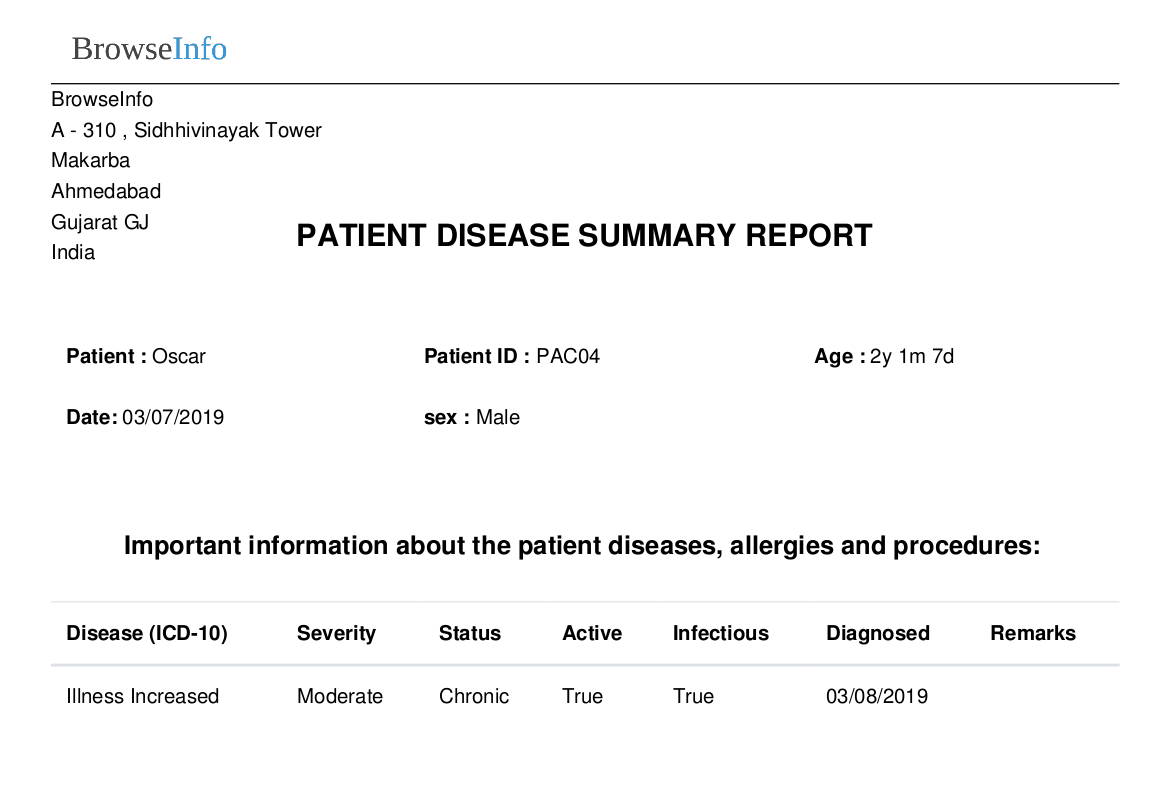 BrowseInfo
BrowseInfo
A - 310 , Sidhhivinayak Tower
Makarba
Ahmedabad
Gujarat GJ
India
PATIENT DISEASE SUMMARY REPORT
Patient : Oscar Patient ID : PAC04 Age : 2y 1m 7d
Date: 03/07/2019 sex : Male
Important information about the patient diseases, allergies and procedures:
Disease (ICD-10) Severity Status Active Infectious Diagnosed Remarks
Illness Increased Moderate Chronic True True 03/08/2019